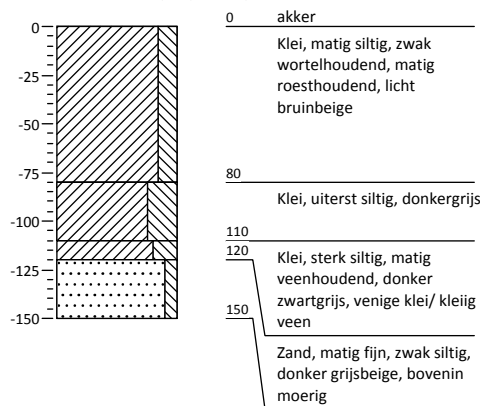 0
-25
-50
-75
-100
-125
-150
0 akker
Klei, matig siltig, zwak
wortelhoudend, matig
roesthoudend, licht
bruinbeige
80
Klei, uiterst siltig, donkergrijs
110
Klei, sterk siltig, matig
veenhoudend, donker
zwartgrijs, venige klei/ kleiig
veen
120
Zand, matig fijn, zwak siltig,
donker grijsbeige, bovenin
moerig
150